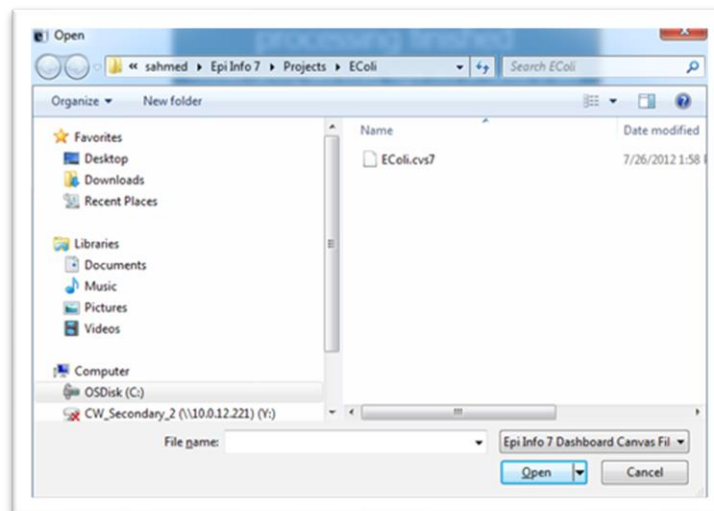 Open
processing finished
« sahmed ▸ Epi Info 7 ▸ Projects ▸ EColi
Search EColi
Organize ▾ New folder
Name Date modified
EColi.cvs7 7/26/2012 1:58
Favorites
Desktop
Downloads
Recent Places
Libraries
Documents
Music
Pictures
Videos
Computer
OSDisk (C:)
CW_Secondary_2 (\\10.0.12.221) (Y:)
File name:
Epi Info 7 Dashboard Canvas Fil
Open Cancel